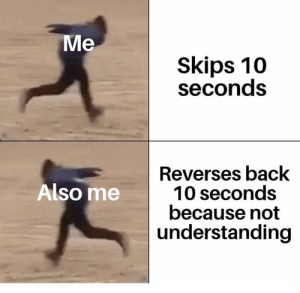 Me
Skips 10
seconds
Also me
Reverses back
10 seconds
because not
understanding